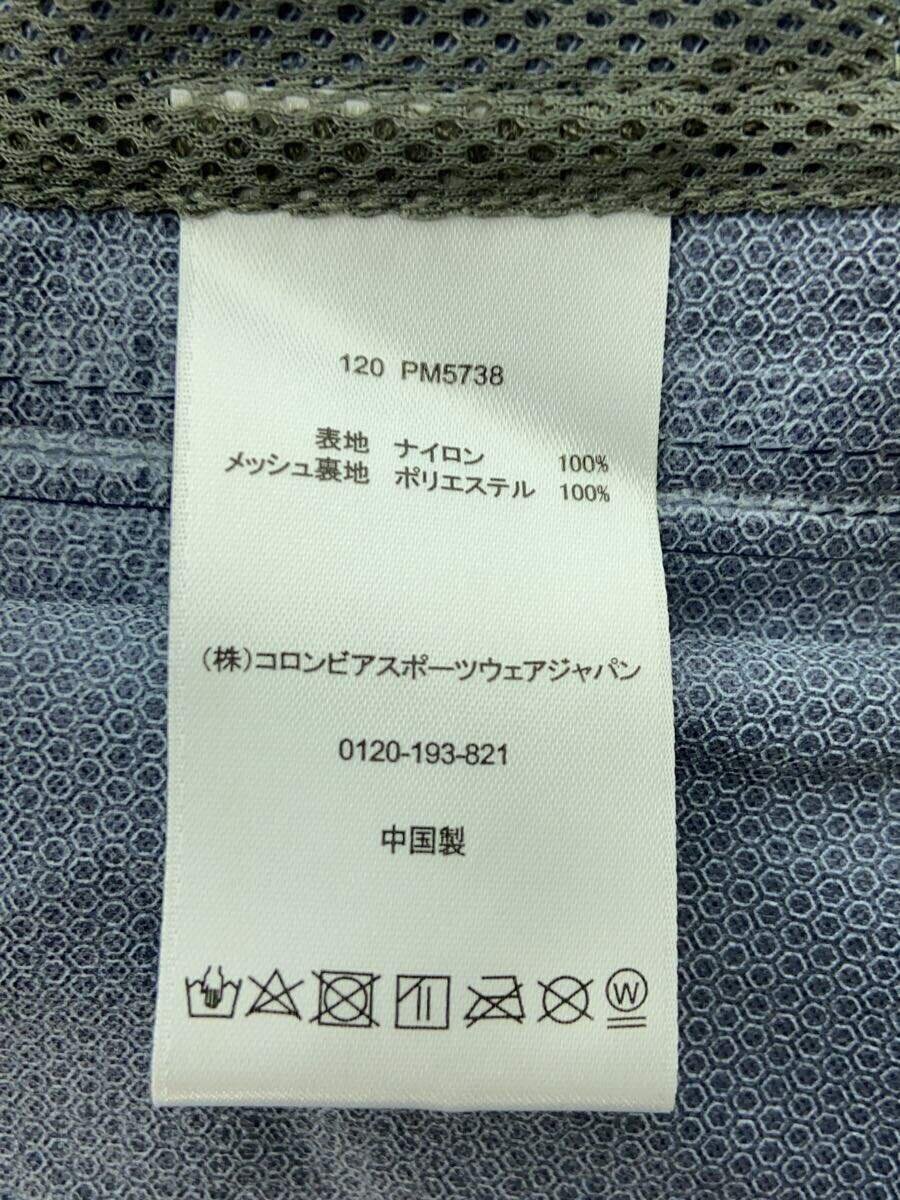 120 PM5738
表地 ナイロン 100%
メッシュ裏地 ポリエステル 100%
(株)コロンビアスポーツウェアジャパン
0120-193-821
中国製
W